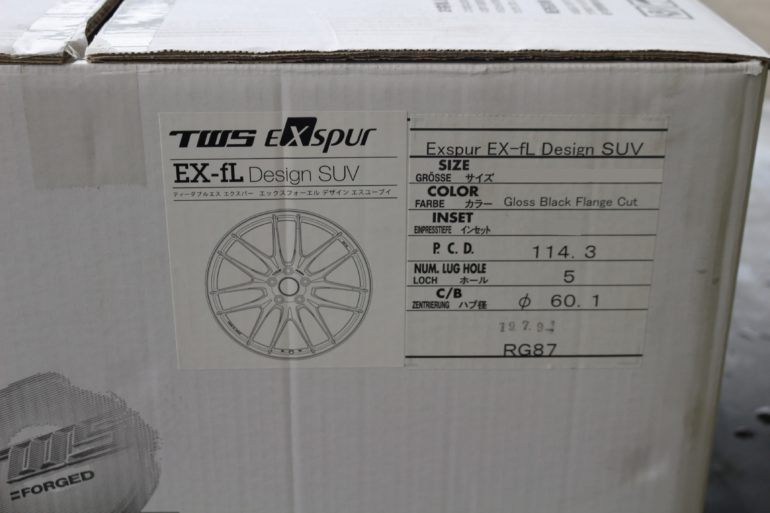 TWS EXspur
EX-fL Design SUV
ティーダブルエス エクスパー エックスフォーエル デザイン エスユーブイ
Exspur EX-fL Design SUV
SIZE
GRÖSSE サイズ
COLOR
FARBE カラー Gloss Black Flange Cut
INSET
EINPRESSTIEFE インセット
P. C. D. 114. 3
NUM. LUG HOLE
LOCH ホール 5
C/B
ZENTRIERUNG ハブ径 φ 60. 1
RG87
TWS
FORGED